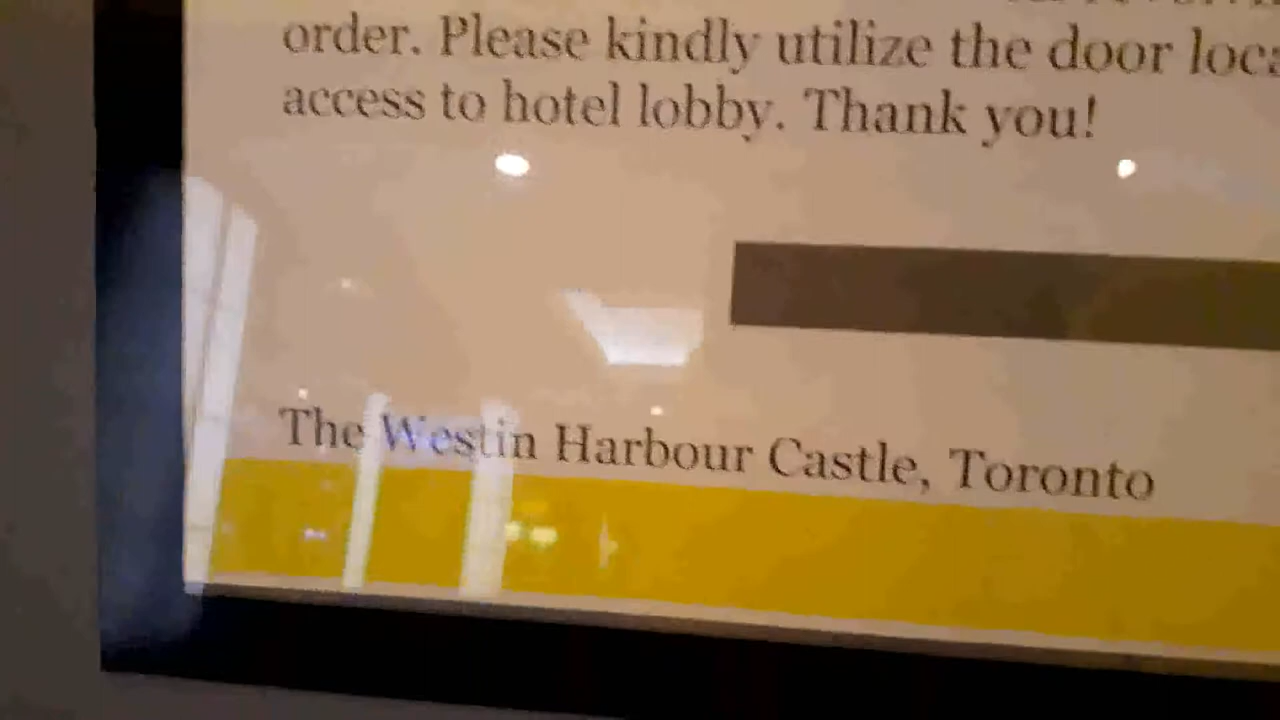 order. Please kindly utilize the door
access to hotel lobby. Thank you!
The Westin Harbour Castle, Toronto